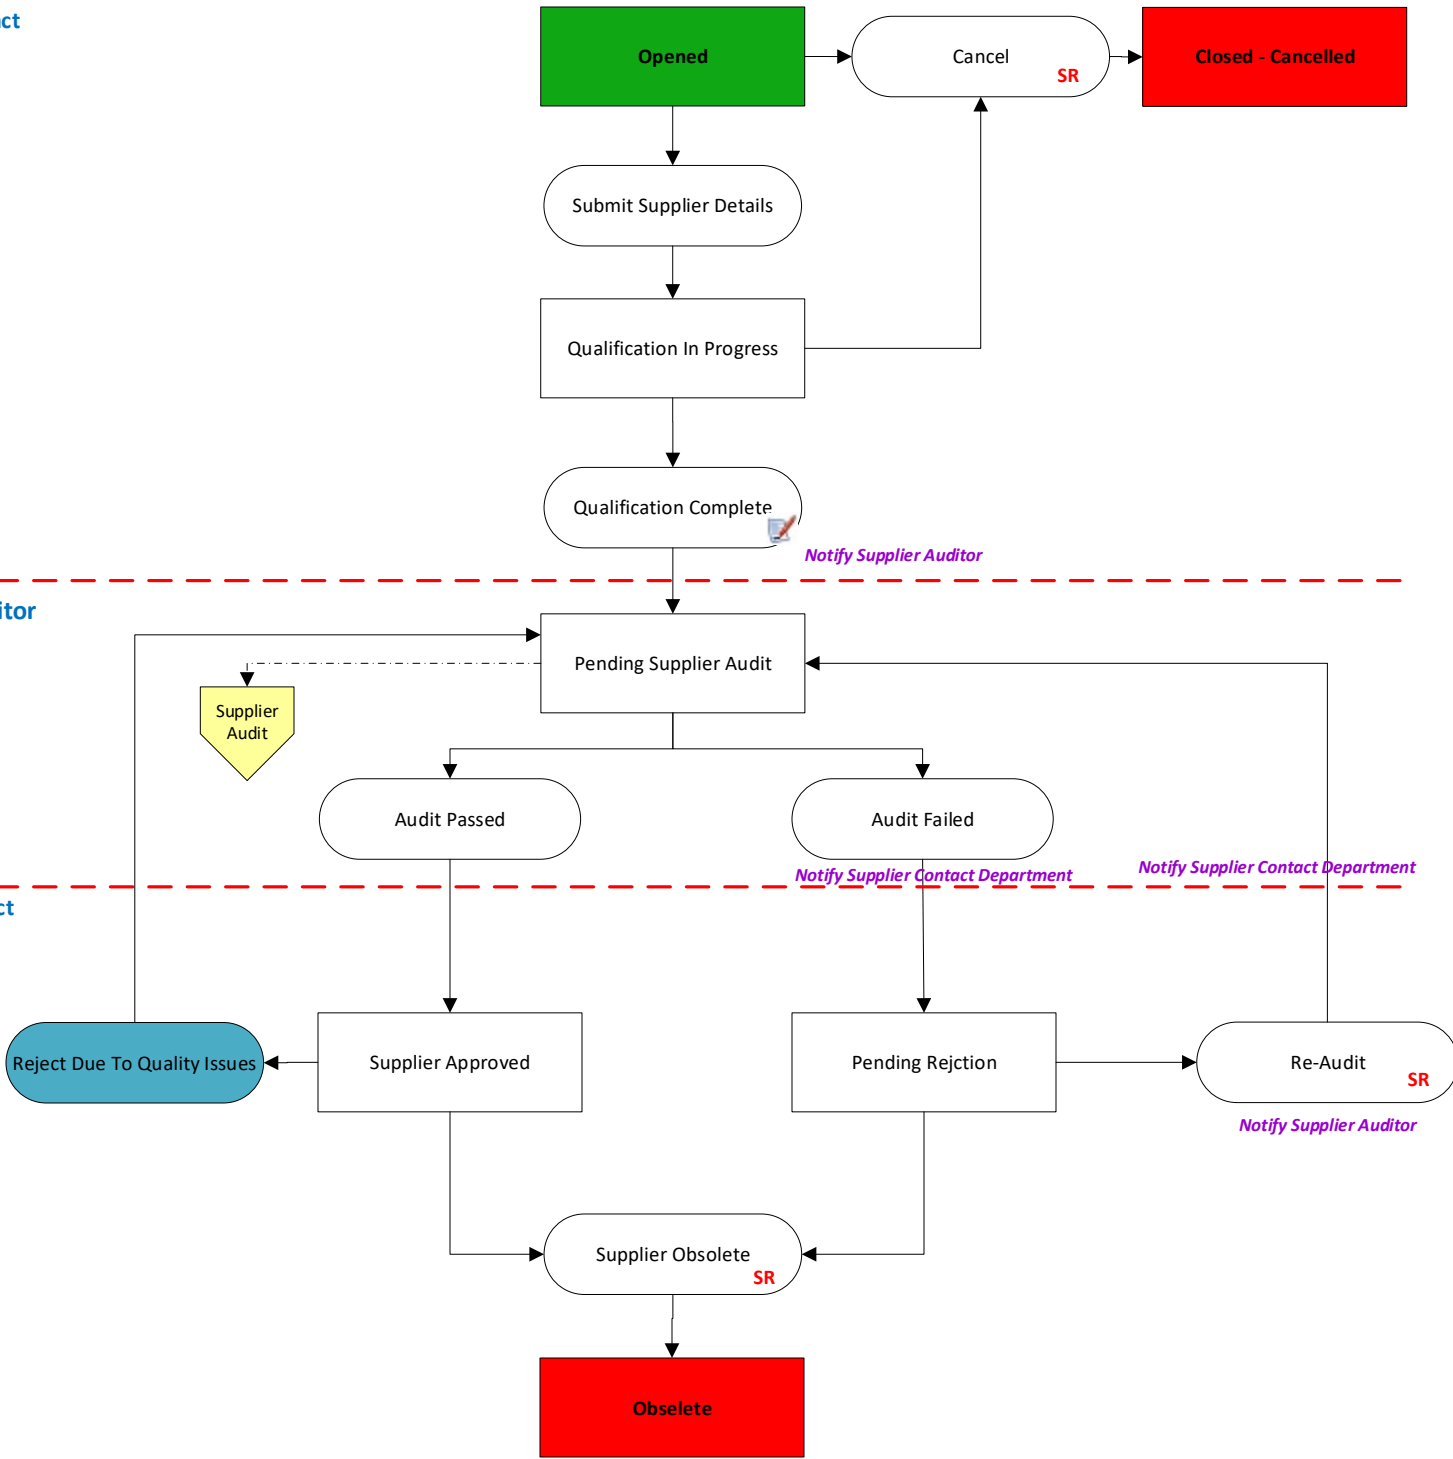 ct
Opened
Cancel
SR
Closed - Cancelled
Submit Supplier Details
Qualification In Progress
Qualification Complete
Notify Supplier Auditor
itor
Pending Supplier Audit
Supplier
Audit
Audit Passed
Audit Failed
Notify Supplier Contact Department
Notify Supplier Contact Department
ct
Reject Due To Quality Issues
Supplier Approved
Pending Rejction
Re-Audit
SR
Notify Supplier Auditor
Supplier Obsolete
SR
Obselete